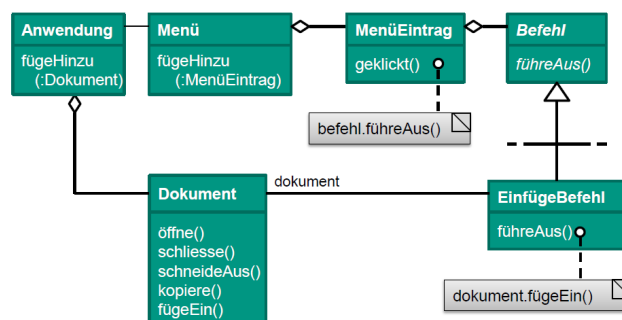 Anwendung
fügeHinzu
(:Dokument)
Menü
fügeHinzu
(:MenüEintrag)
MenüEintrag
geklickt()
Befehl
führeAus()
befehl.führeAus()
Dokument
öffne()
schliesse()
schneideAus()
kopiere()
fügeEin()
dokument
EinfügeBefehl
führeAus()
dokument.fügeEin()